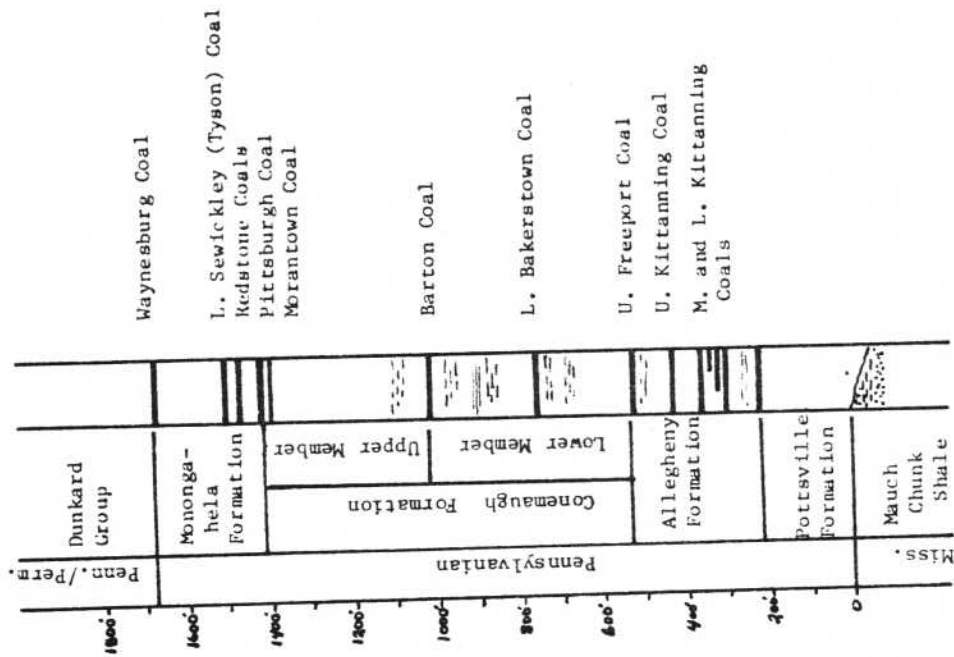 Waynesburg Coal
L. Sewickley (Tyson) Coal
Redstone Coals
Pittsburgh Coal
Morantown Coal
Barton Coal
L. Bakerstown Coal
U. Freeport Coal
U. Kittanning Coal
M. and L. Kittanning
Coals
Dunkard
Group
Mononga-
hela
Formation
Upper Member
Lower Member
Conemaugh Formation
Allegheny
Formation
Pottsville
Formation
Mauch
Chunk
Shale
Penn./Perm.
Pennsylvanian
Miss.
1800'
1600'
1400'
1200'
1000'
800'
600'
400'
200'
0